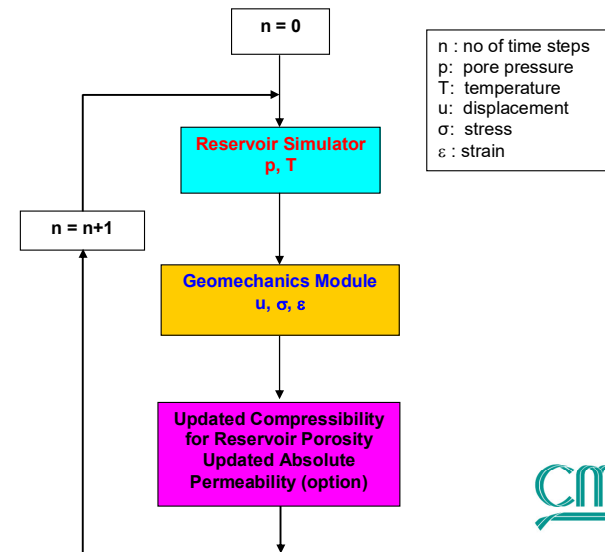 n = 0
n : no of time steps
p: pore pressure
T: temperature
u: displacement
σ: stress
ε : strain
Reservoir Simulator
p, T
n = n+1
Geomechanics Module
u, σ, ε
Updated Compressibility
for Reservoir Porosity
Updated Absolute
Permeability (option)